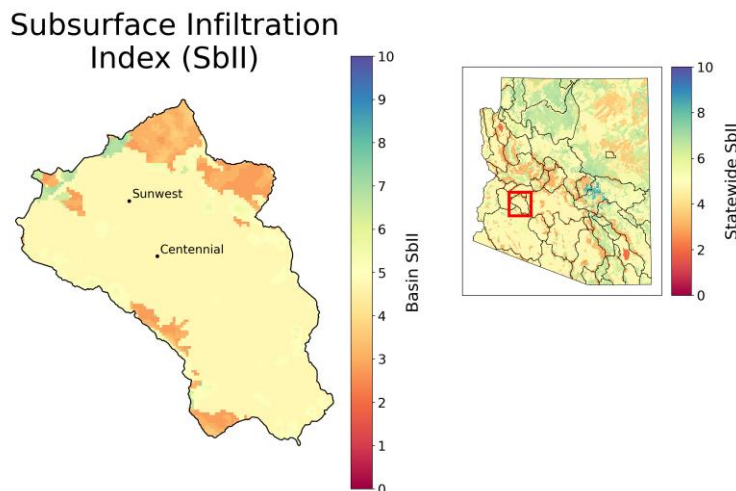 Subsurface Infiltration
Index (SbII)
Sunwest
Centennial
10
9
8
7
6
5
4
3
2
1
0
Basin SbII
10
8
6
4
2
0
Statewide SbII